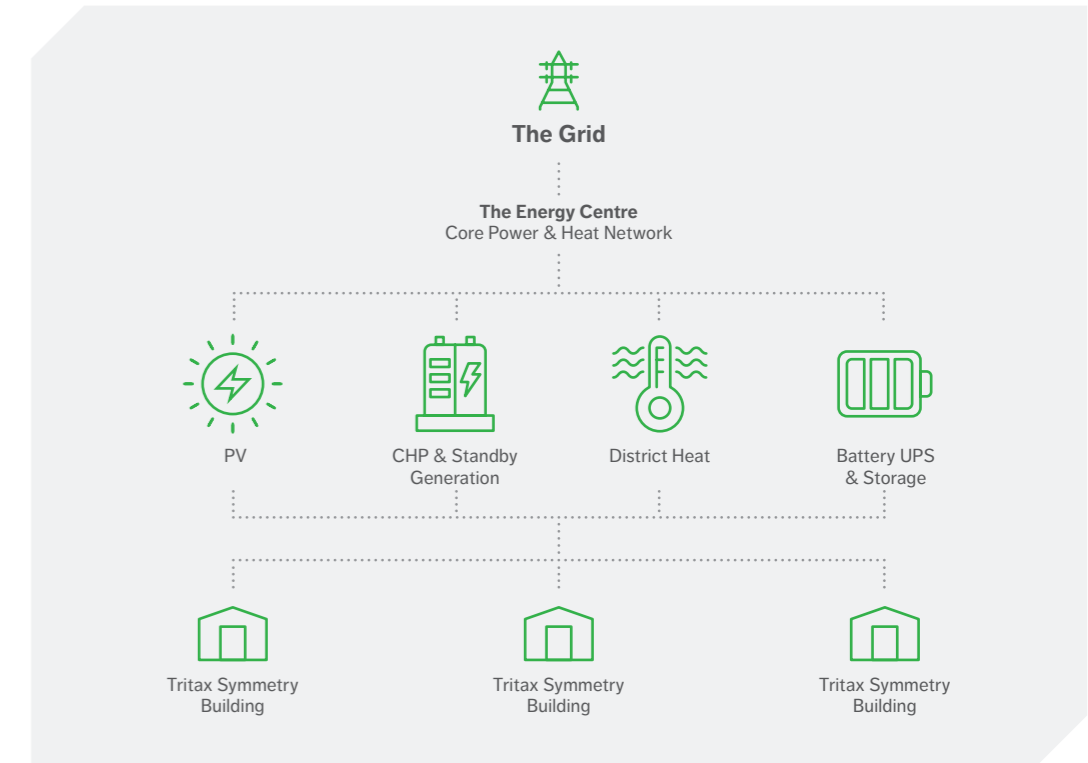 The Grid
The Energy Centre
Core Power & Heat Network
PV
CHP & Standby
Generation
District Heat
Battery UPS
& Storage
Tritax Symmetry
Building
Tritax Symmetry
Building
Tritax Symmetry
Building